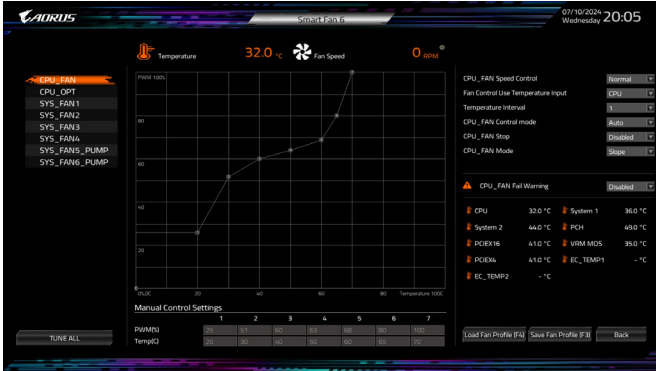 AORUS
Smart Fan 6
07/10/2024 Wednesday 20:05
Temperature 32.0 °C Fan Speed 0 RPM
CPU_FAN
CPU_OPT
SYS_FAN1
SYS_FAN2
SYS_FAN3
SYS_FAN4
SYS_FAN5_PUMP
SYS_FAN6_PUMP
TUNE ALL
PWM 100%
80
60
40
20
0%,0C 20 40 60 80 Temperature 100C
Manual Control Settings
1 2 3 4 5 6 7
PWM(%) 25 51 60 63 68 80 100
Temp(C) 20 30 40 50 60 65 70
CPU_FAN Speed Control Normal
Fan Control Use Temperature Input CPU
Temperature Interval 1
CPU_FAN Control mode Auto
CPU_FAN Stop Disabled
CPU_FAN Mode Slope
CPU_FAN Fail Warning Disabled
CPU 32.0 °C System 1 36.0 °C
System 2 44.0 °C PCH 49.0 °C
PCIEX16 41.0 °C VRM MOS 35.0 °C
PCIEX4 41.0 °C EC_TEMP1 - °C
EC_TEMP2 - °C
Load Fan Profile (F4) Save Fan Profile (F3) Back